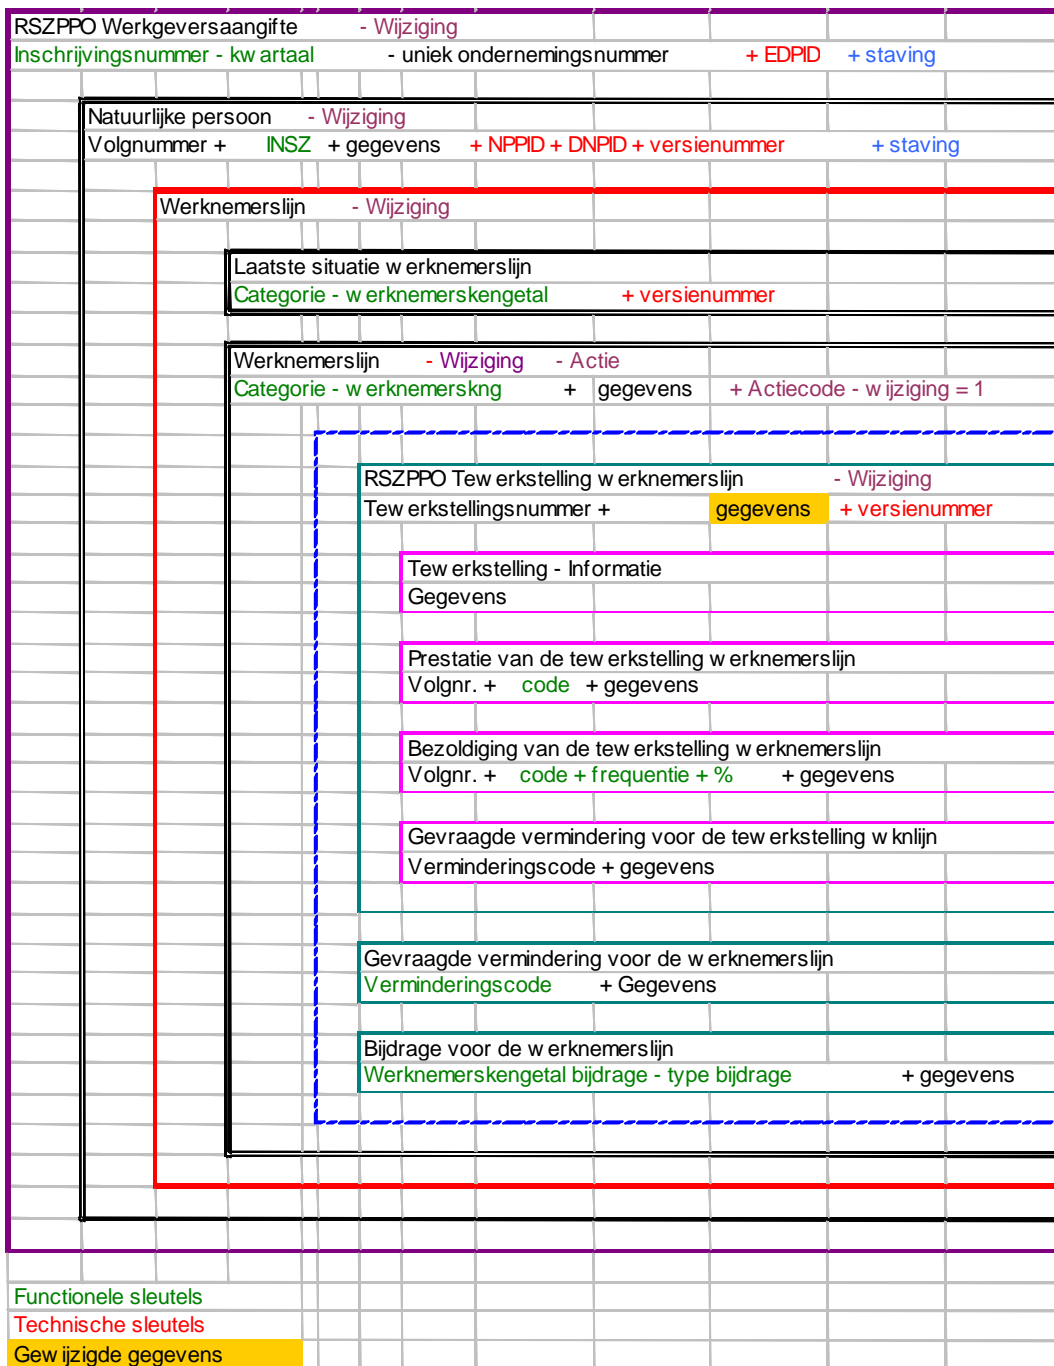 RSZPPO Werkgeversaangifte - Wijziging
Inschrijvingsnummer - kwartaal - uniek ondernemingsnummer + EDPID + staving
Natuurlijke persoon - Wijziging
Volgnummer + INSZ + gegevens + NPPID + DNPID + versienummer + staving
Werknemerslijn - Wijziging
Laatste situatie werknemerslijn
Categorie - werknemerskengetal + versienummer
Werknemerslijn - Wijziging - Actie
Categorie - werknemerskng + gegevens + Actiecode - wijziging = 1
RSZPPO Tewerkstelling werknemerslijn - Wijziging
Tewerkstellingsnummer + gegevens + versienummer
Tewerkstelling - Informatie
Gegevens
Prestatie van de tewerkstelling werknemerslijn
Volgnr. + code + gegevens
Bezoldiging van de tewerkstelling werknemerslijn
Volgnr. + code + frequentie + % + gegevens
Gevraagde vermindering voor de tewerkstelling wknlijn
Verminderingscode + gegevens
Gevraagde vermindering voor de werknemerslijn
Verminderingscode + Gegevens
Bijdrage voor de werknemerslijn
Werknemerskengetal bijdrage - type bijdrage + gegevens
Functionele sleutels
Technische sleutels
Gewijzigde gegevens